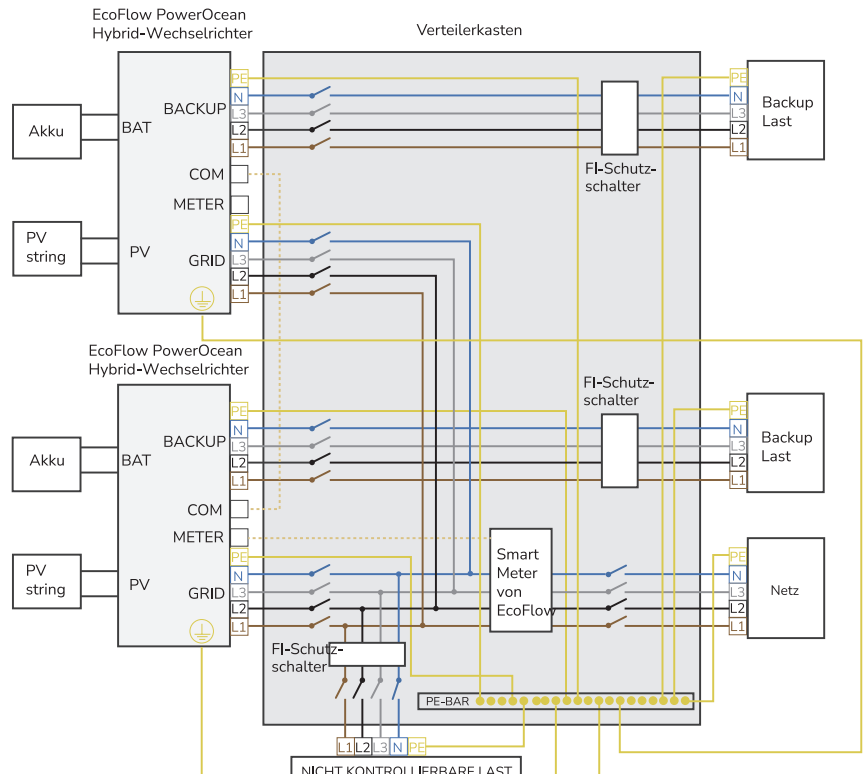 EcoFlow PowerOcean
Hybrid-Wechselrichter
Verteilerkasten
Akku
BAT
BACKUP
PE
N
L3
L2
L1
COM
METER
PV
string
PV
GRID
PE
N
L3
L2
L1
FI-Schutz-
schalter
PE
N
L3
L2
L1
Backup
Last
EcoFlow PowerOcean
Hybrid-Wechselrichter
Akku
BAT
BACKUP
PE
N
L3
L2
L1
COM
METER
PV
string
PV
GRID
PE
N
L3
L2
L1
FI-Schutz-
schalter
PE
N
L3
L2
L1
Backup
Last
Smart
Meter
von
EcoFlow
PE
N
L3
L2
L1
Netz
FI-Schutz-
schalter
PE-BAR
L1 L2 L3 N PE
NICHT KONTROLLIERBARE LAST